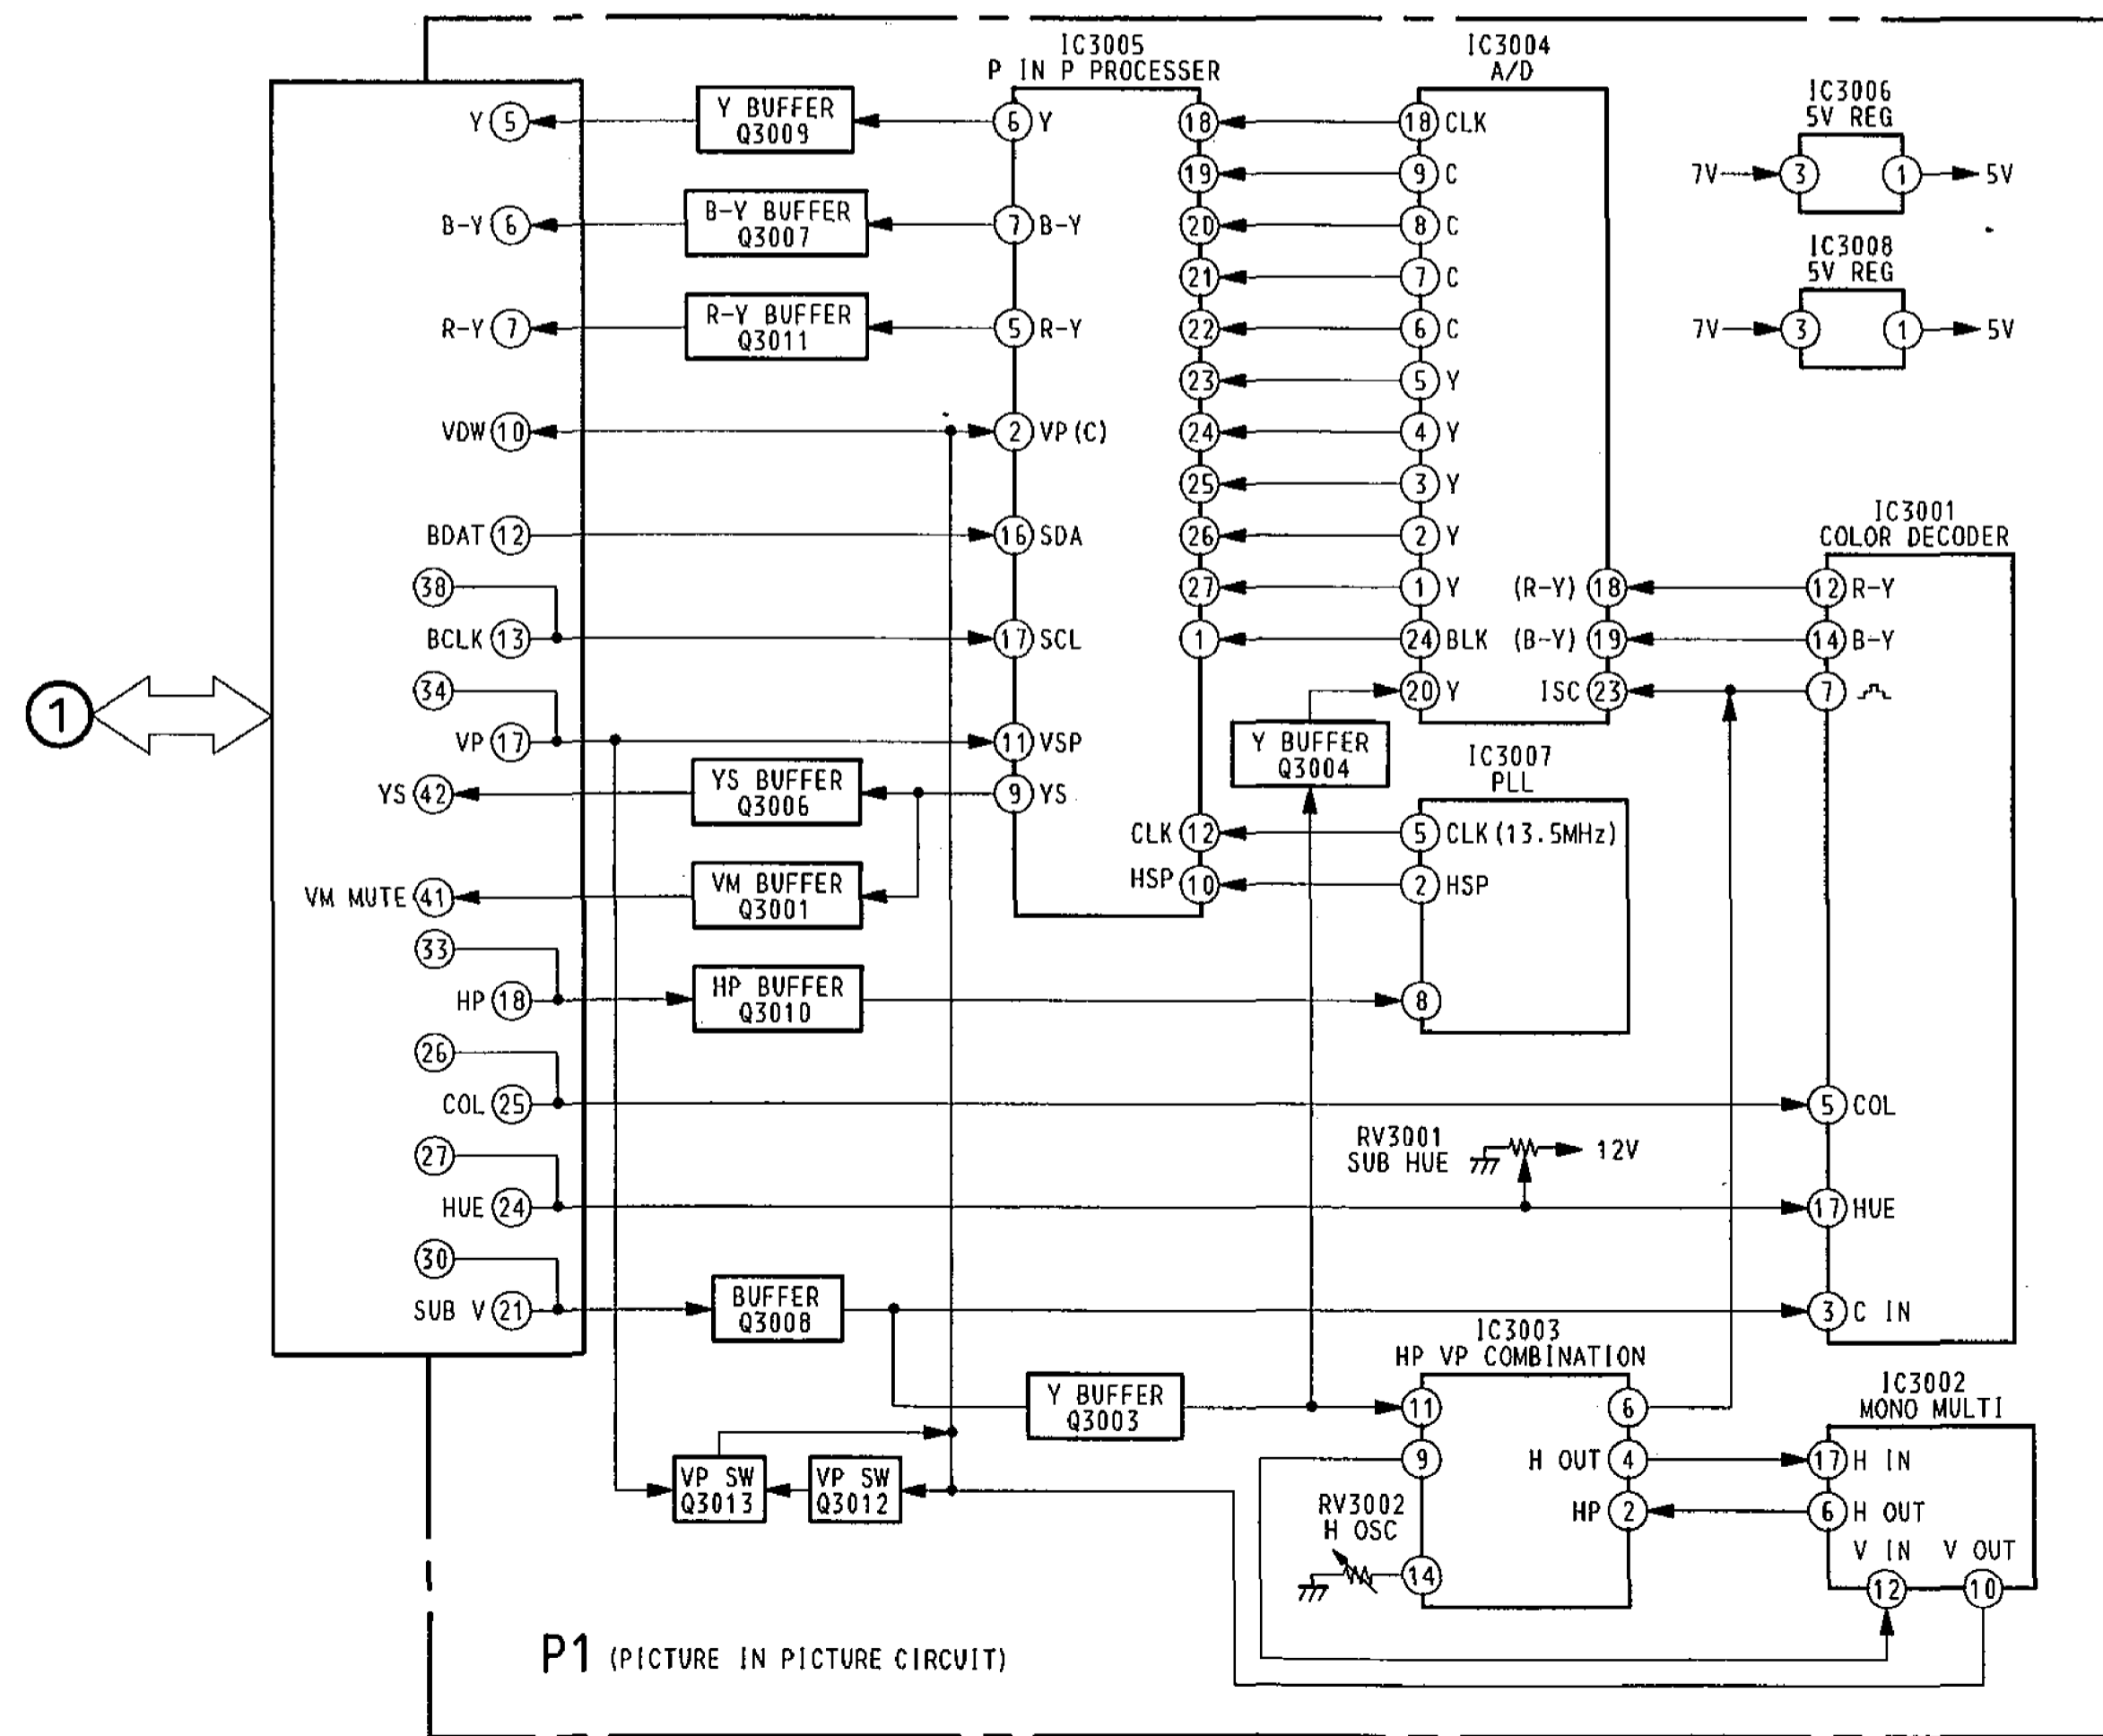 IC3005
P IN P PROCESSER
IC3004
A/D
IC3006
5V REG
7V 3 1 5V
IC3008
5V REG
7V 3 1 5V
Y 5
Y BUFFER
Q3009
6 Y
18
18 CLK
19
9 C
B-Y 6
B-Y BUFFER
Q3007
7 B-Y
20
8 C
21
7 C
R-Y 7
R-Y BUFFER
Q3011
5 R-Y
22
6 C
23
5 Y
VDW 10
2 VP(C)
24
4 Y
25
3 Y
IC3001
COLOR DECODER
BDAT 12
16 SDA
26
2 Y
38
27
1 Y
(R-Y) 18
12 R-Y
BCLK 13
17 SCL
1
24 BLK
(B-Y) 19
14 B-Y
34
20 Y
ISC 23
7
1
VP 17
11 VSP
Y BUFFER
Q3004
IC3007
PLL
YS 42
YS BUFFER
Q3006
9 YS
CLK 12
5 CLK(13.5MHz)
VM MUTE 41
VM BUFFER
Q3001
HSP 10
2 HSP
33
HP 18
HP BUFFER
Q3010
8
26
COL 25
5 COL
27
RV3001
SUB HUE
12V
HUE 24
17 HUE
30
SUB V 21
BUFFER
Q3008
3 C IN
IC3003
HP VP COMBINATION
Y BUFFER
Q3003
11
6
IC3002
MONO MULTI
9
H OUT 4
17 H IN
VP SW
Q3013
VP SW
Q3012
RV3002
H OSC
HP 2
6 H OUT
14
V IN V OUT
12
10
P1 (PICTURE IN PICTURE CIRCUIT)